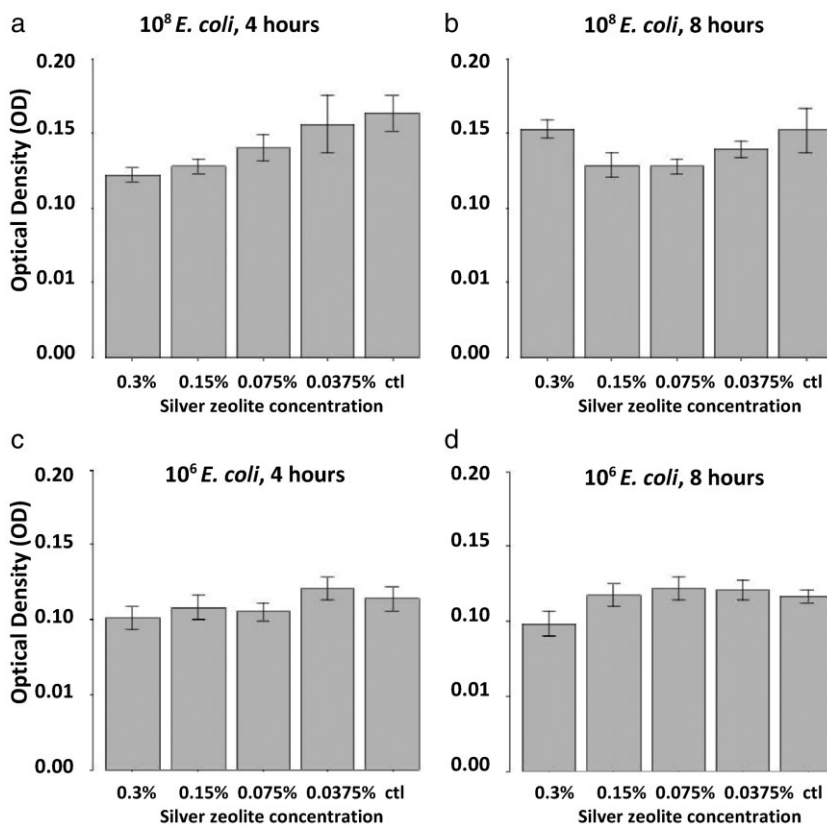 a
10⁸ E. coli, 4 hours
Optical Density (OD)
0.20
0.15
0.10
0.01
0.00
0.3% 0.15% 0.075% 0.0375% ctl
Silver zeolite concentration
b
10⁸ E. coli, 8 hours
0.20
0.15
0.10
0.01
0.00
0.3% 0.15% 0.075% 0.0375% ctl
Silver zeolite concentration
c
10⁶ E. coli, 4 hours
Optical Density (OD)
0.20
0.15
0.10
0.01
0.00
0.3% 0.15% 0.075% 0.0375% ctl
Silver zeolite concentration
d
10⁶ E. coli, 8 hours
0.20
0.15
0.10
0.01
0.00
0.3% 0.15% 0.075% 0.0375% ctl
Silver zeolite concentration